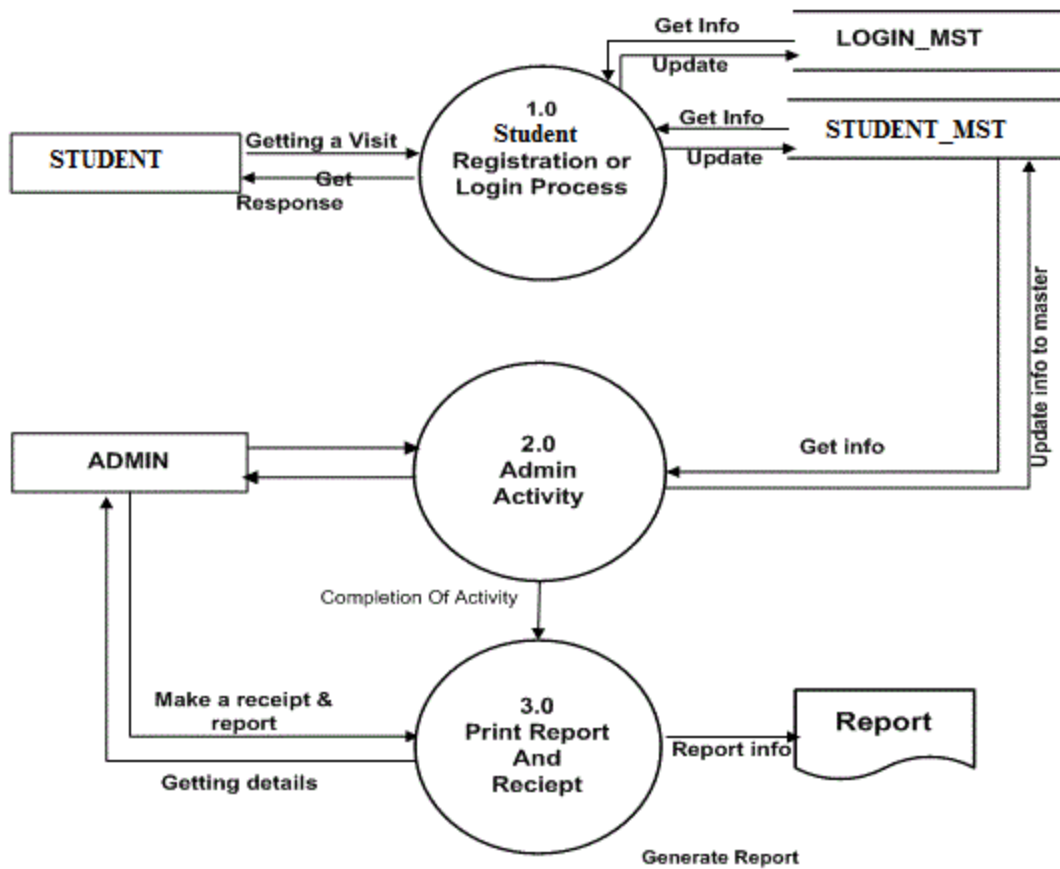 Get Info
LOGIN_MST
Update
1.0
Student
Registration or
Login Process
Get Info
STUDENT_MST
Update
STUDENT
Getting a Visit
Get
Response
Update info to master
2.0
Admin
Activity
Get info
ADMIN
Completion Of Activity
3.0
Print Report
And
Reciept
Make a receipt &
report
Getting details
Report info
Report
Generate Report